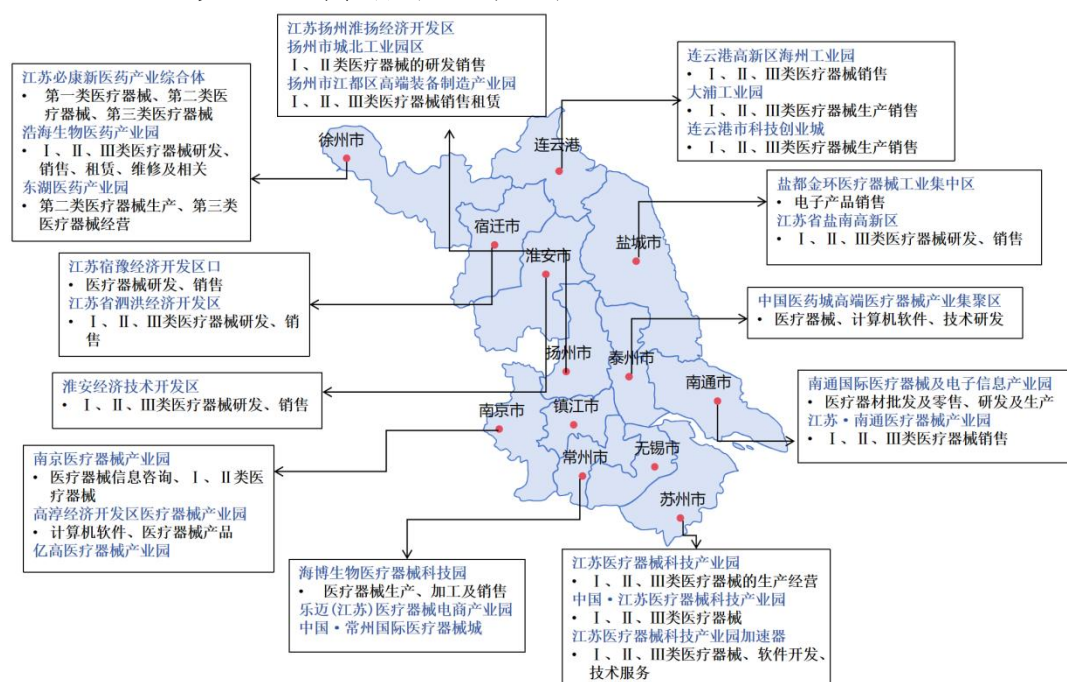 江苏扬州淮扬经济开发区
扬州市城北工业园区
• Ⅰ、Ⅱ类医疗器械的研发销售
扬州市江都区高端装备制造产业园
• Ⅰ、Ⅱ、Ⅲ类医疗器械销售租赁
连云港高新区海州工业园
• Ⅰ、Ⅱ、Ⅲ类医疗器械销售
大浦工业园
• Ⅰ、Ⅱ、Ⅲ类医疗器械生产销售
连云港市科技创业城
• Ⅰ、Ⅱ、Ⅲ类医疗器械生产销售
江苏必康新医药产业综合体
• 第一类医疗器械、第二类医
疗器械、第三类医疗器械
浩海生物医药产业园
• Ⅰ、Ⅱ、Ⅲ类医疗器械研发、
销售、租赁、维修及相关
东湖医药产业园
• 第二类医疗器械生产、第三类
医疗器械经营
徐州市
连云港
宿迁市
淮安市
盐城市
盐都金环医疗器械工业集中区
• 电子产品销售
江苏省盐南高新区
• Ⅰ、Ⅱ、Ⅲ类医疗器械研发、销售
江苏宿豫经济开发区口
• 医疗器械研发、销售
江苏省泗洪经济开发区
• Ⅰ、Ⅱ、Ⅲ类医疗器械研发、销
售
中国医药城高端医疗器械产业集聚区
• 医疗器械、计算机软件、技术研发
扬州市
泰州市
淮安经济技术开发区
• Ⅰ、Ⅱ、Ⅲ类医疗器械研发、销售
南京市
镇江市
南通市
南通国际医疗器械及电子信息产业园
• 医疗器材批发及零售、研发及生产
江苏·南通医疗器械产业园
• Ⅰ、Ⅱ、Ⅲ类医疗器械销售
常州市
无锡市
苏州市
南京医疗器械产业园
• 医疗器械信息咨询、Ⅰ、Ⅱ类医
疗器械
高淳经济开发区医疗器械产业园
• 计算机软件、医疗器械产品
亿高医疗器械产业园
海博生物医疗器械科技园
• 医疗器械生产、加工及销售
乐迈(江苏)医疗器械电商产业园
中国·常州国际医疗器械城
江苏医疗器械科技产业园
• Ⅰ、Ⅱ、Ⅲ类医疗器械的生产经营
中国·江苏医疗器械科技产业园
• Ⅰ、Ⅱ、Ⅲ类医疗器械
江苏医疗器械科技产业园加速器
• Ⅰ、Ⅱ、Ⅲ类医疗器械、软件开发、
技术服务